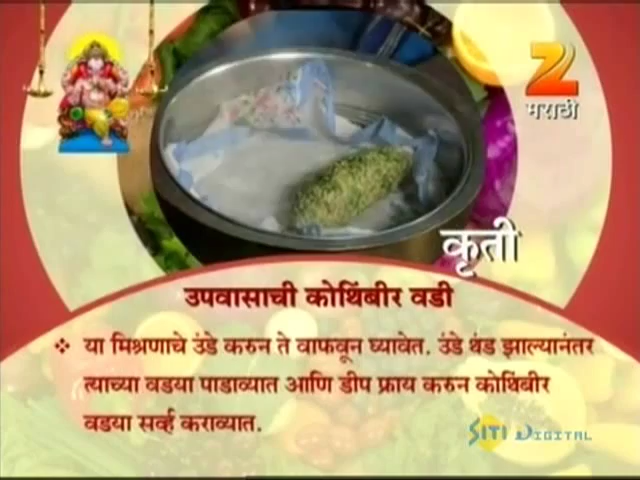 मराठी
कृती
उपवासाची कोथिंबीर वडी
❖ या मिश्रणाचे उंडे करुन ते वाफवून घ्यावेत. उंडे थंड झाल्यानंतर
त्याच्या वडया पाडाव्यात आणि डीप फ्राय करुन कोथिंबीर
वडया सर्व्ह कराव्यात.
SITI DIGITAL